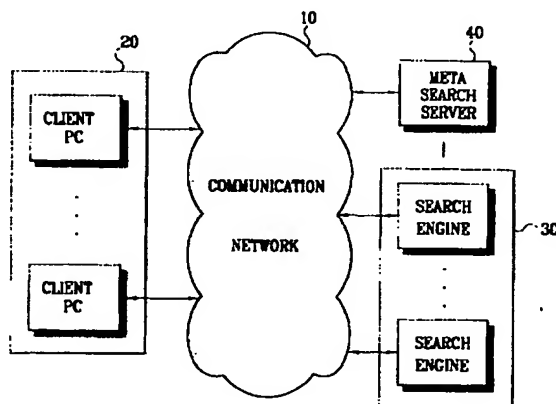 10
20
40
META
SEARCH
SERVER
CLIENT
PC
COMMUNICATION
NETWORK
SEARCH
ENGINE
30
CLIENT
PC
SEARCH
ENGINE